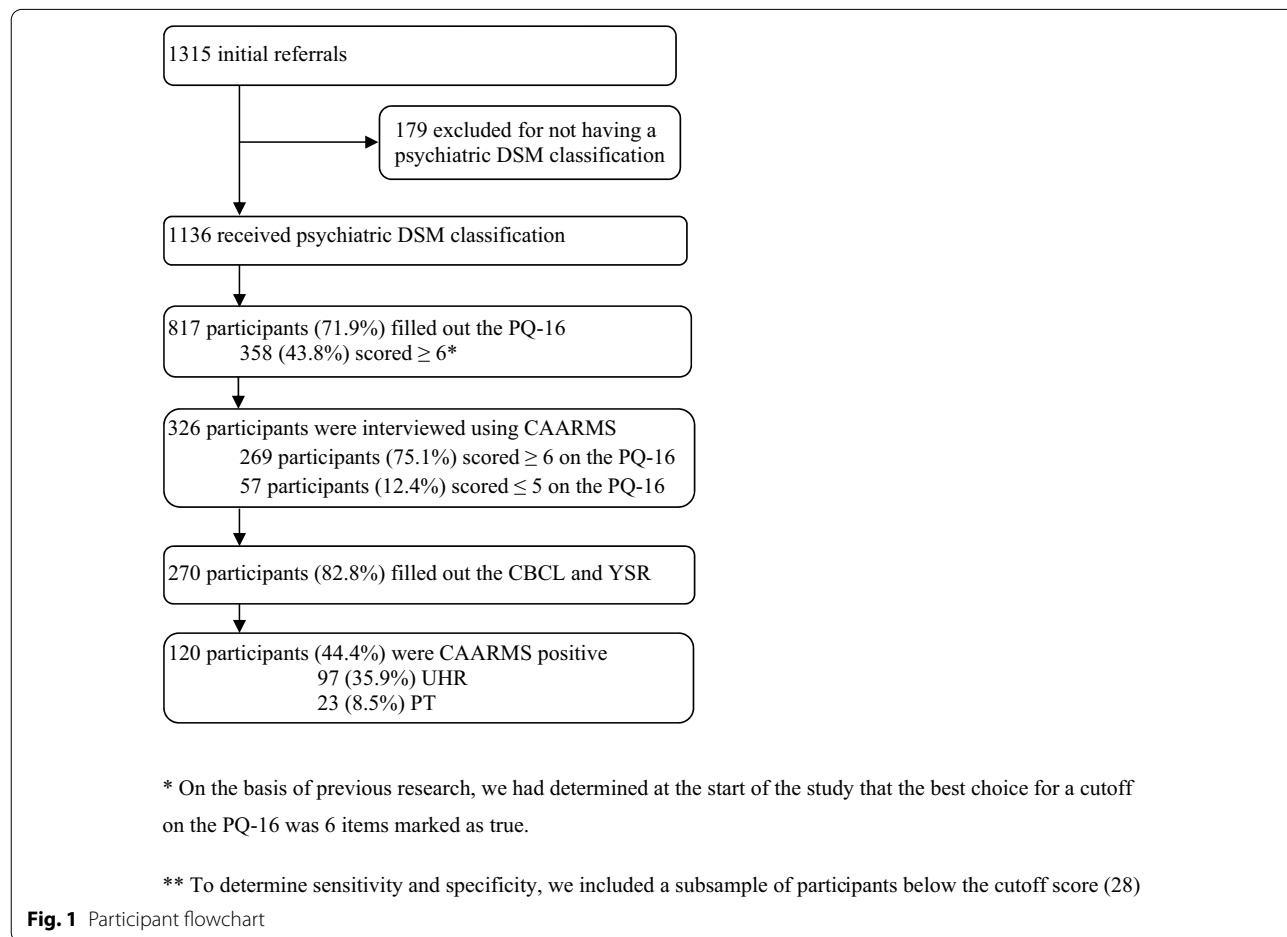 1315 initial referrals
179 excluded for not having a
psychiatric DSM classification
1136 received psychiatric DSM classification
817 participants (71.9%) filled out the PQ-16
358 (43.8%) scored ≥ 6*
326 participants were interviewed using CAARMS
269 participants (75.1%) scored ≥ 6 on the PQ-16
57 participants (12.4%) scored ≤ 5 on the PQ-16
270 participants (82.8%) filled out the CBCL and YSR
120 participants (44.4%) were CAARMS positive
97 (35.9%) UHR
23 (8.5%) PT
* On the basis of previous research, we had determined at the start of the study that the best choice for a cutoff
on the PQ-16 was 6 items marked as true.
** To determine sensitivity and specificity, we included a subsample of participants below the cutoff score (28)
Fig. 1 Participant flowchart